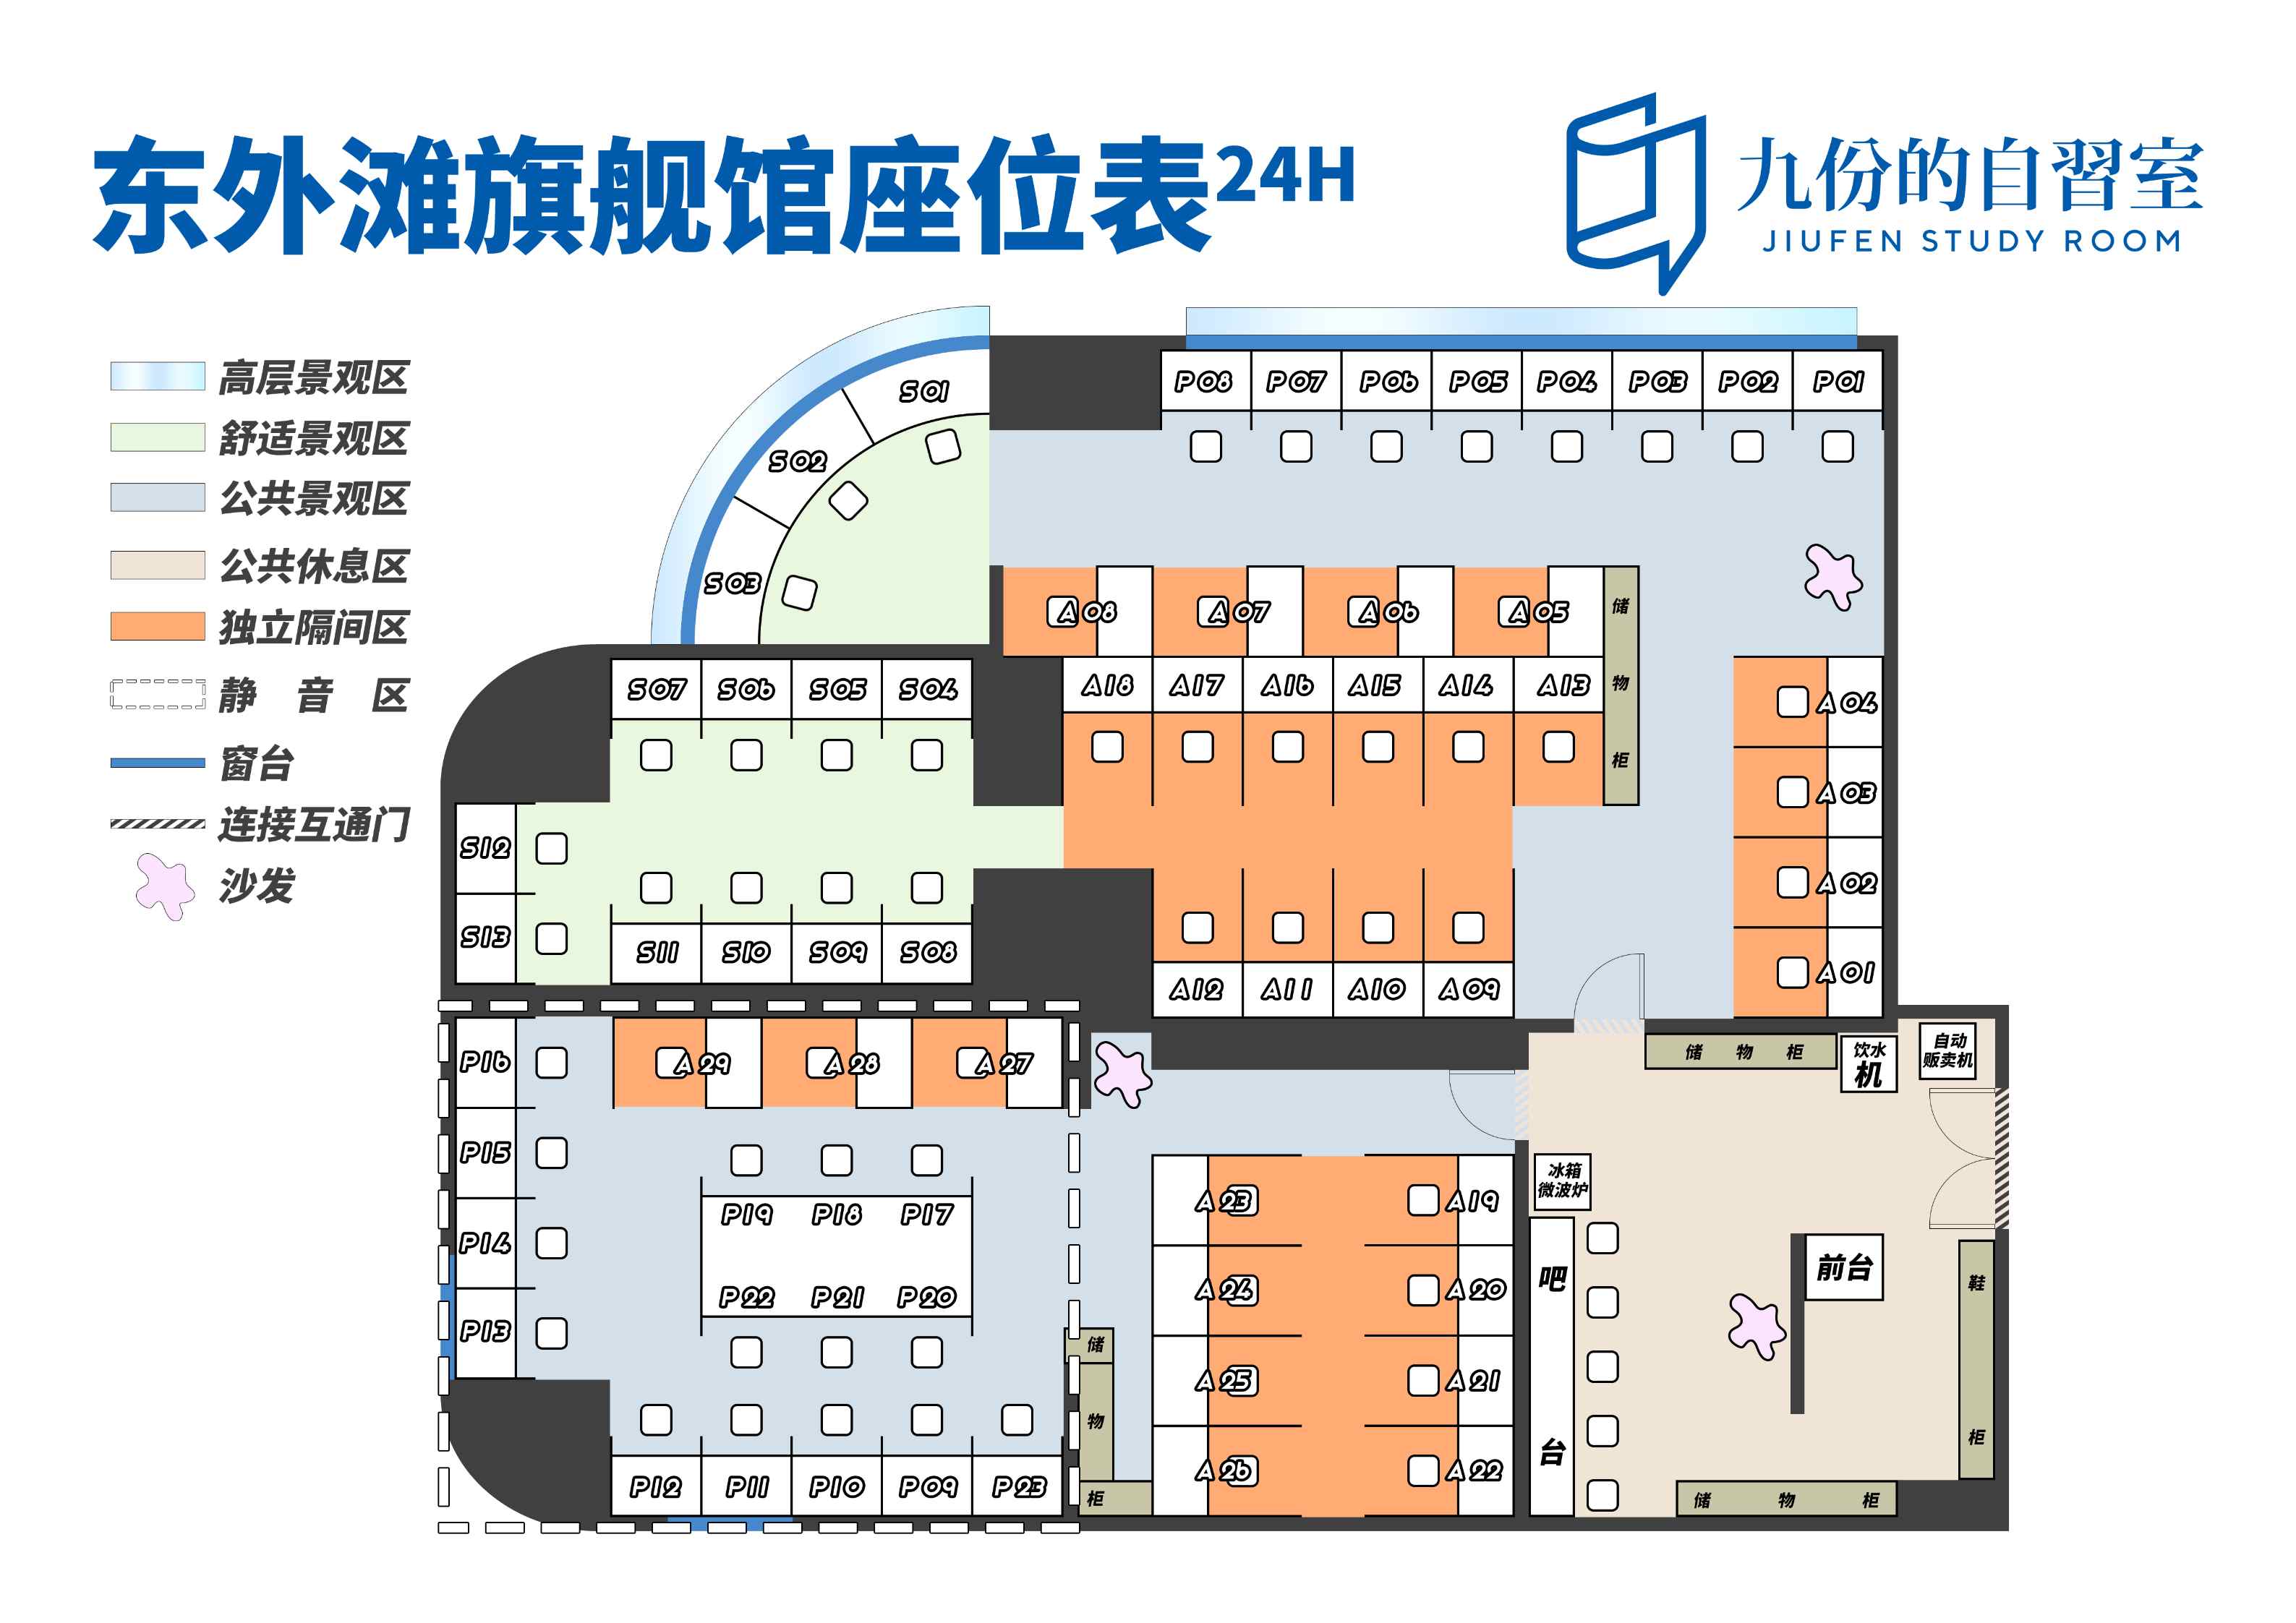 东外滩旗舰馆座位表24H
九份的自習室
JIUFEN STUDY ROOM
高层景观区
舒适景观区
公共景观区
公共休息区
独立隔间区
静 音 区
窗台
连接互通门
沙发
S01
S02
S03
P08 P07 P06 P05 P04 P03 P02 P01
A08 A07 A06 A05
储 物 柜
S07 S06 S05 S04
A18 A17 A16 A15 A14 A13
A04
A03
A02
A01
S12
S13
S11 S10 S09 S08
A12 A11 A10 A09
P16
P15
P14
P13
A29 A28 A27
P19 P18 P17
P22 P21 P20
P12 P11 P10 P09 P23
储 物 柜
A23 A19
A24 A20
A25 A21
A26 A22
储 物 柜
饮水
机
自动
贩卖机
冰箱
微波炉
吧 台
前台
鞋 柜
储 物 柜